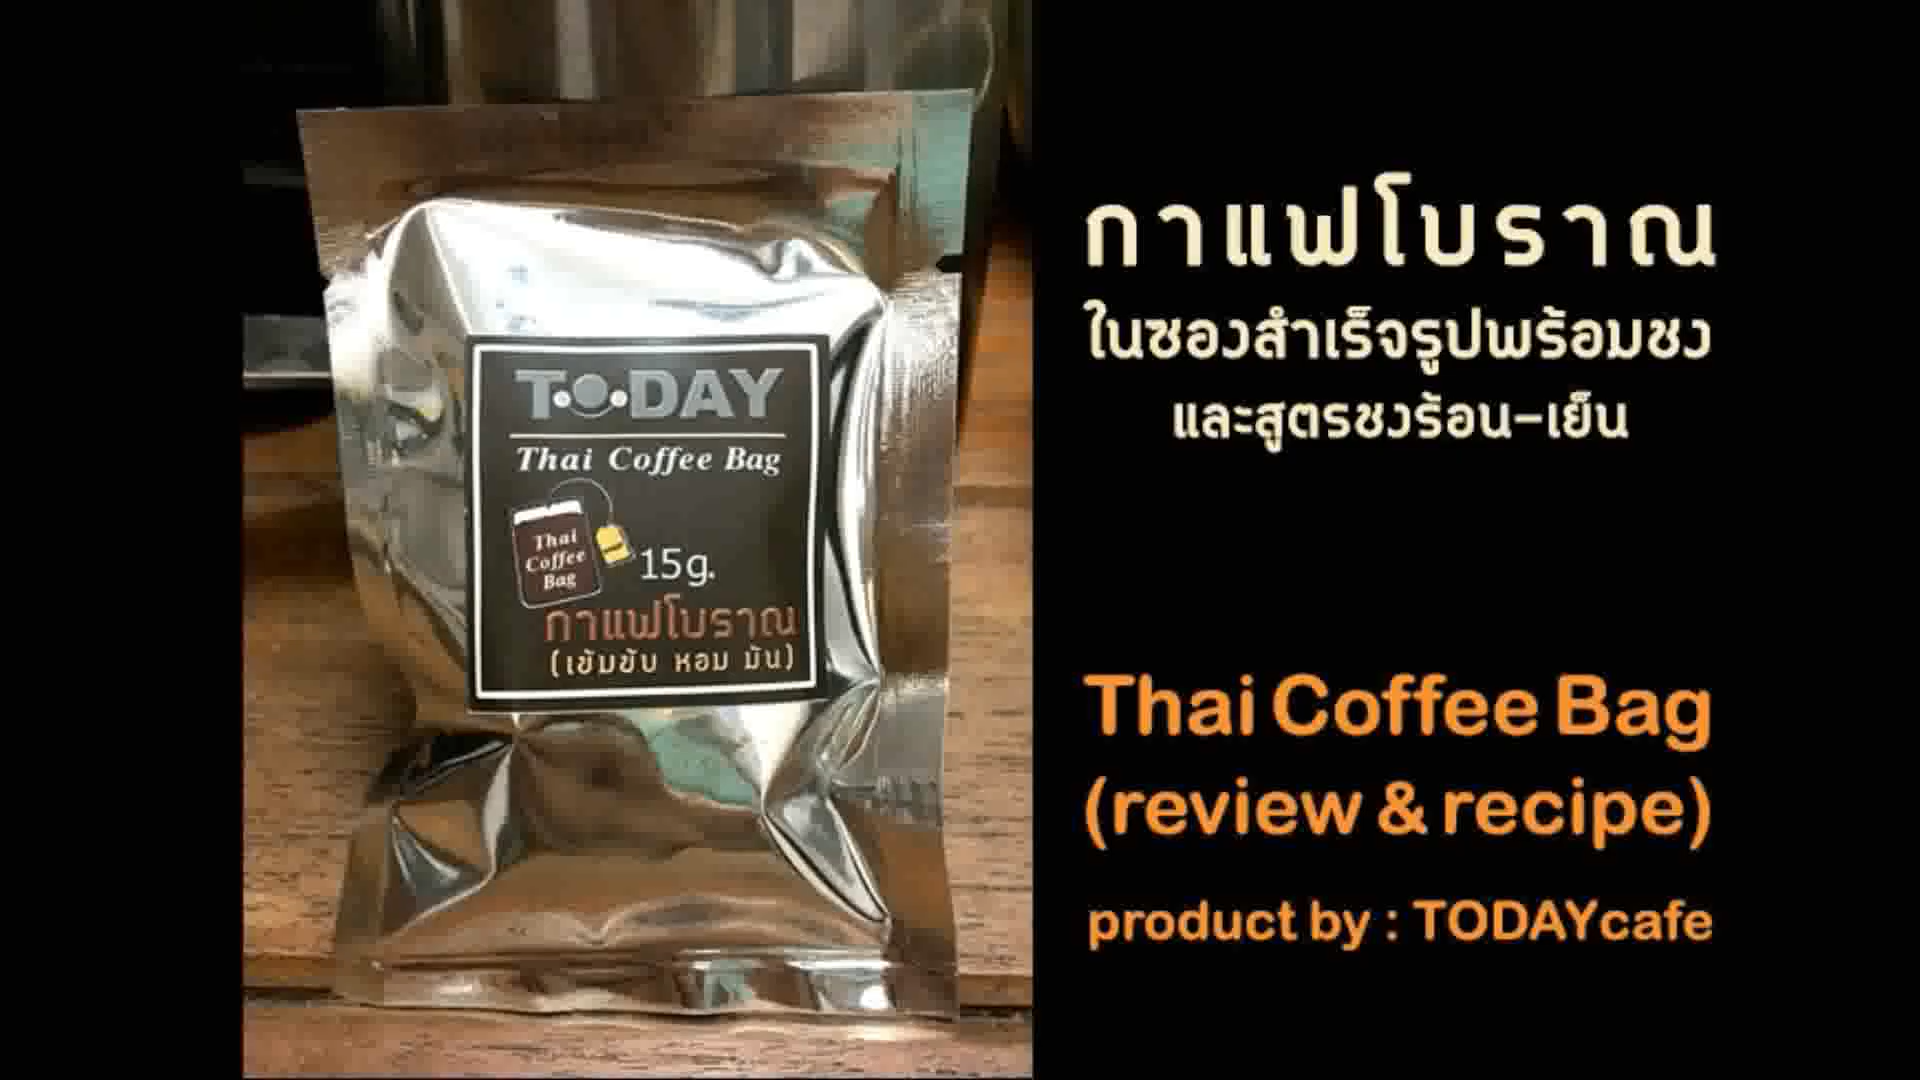 TODAY
Thai Coffee Bag
Thai
Coffee
Bag
15g.
กาแฟโบราณ
(เข้มข้น หอม มัน)
กาแฟโบราณ
ในซองสำเร็จรูปพร้อมชง
และสูตรชงร้อน-เย็น
Thai Coffee Bag
(review & recipe)
product by : TODAYcafe